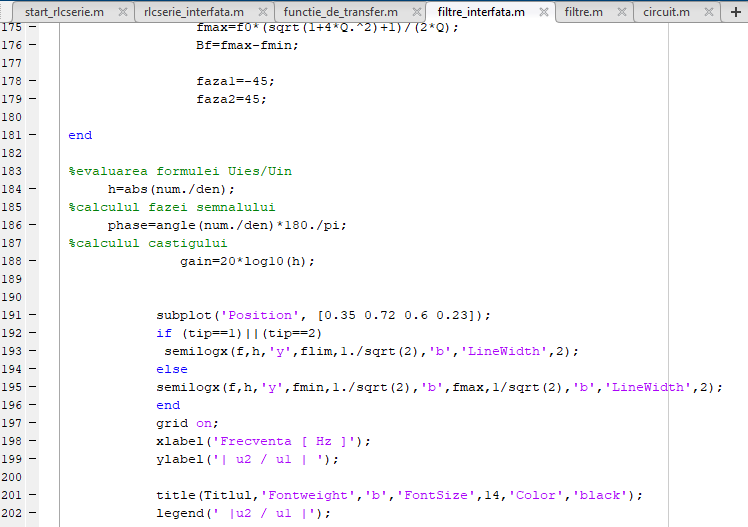 start_rlcserie.m rlcserie_interfata.m functie_de_transfer.m filtre_interfata.m filtre.m circuit.m
175 fmax=f0*(sqrt(1+4*Q.^2)+1)/(2*Q);
176 Bf=fmax-fmin;
177
178 faza1=-45;
179 faza2=45;
180
181 end
182
183 %evaluarea formulei Uies/Uin
184 h=abs(num./den);
185 %calculul fazei semnalului
186 phase=angle(num./den)*180./pi;
187 %calculul castigului
188 gain=20*log10(h);
189
190
191 subplot('Position', [0.35 0.72 0.6 0.23]);
192 if (tip==1)||(tip==2)
193 semilogx(f,h,'y',flim,1./sqrt(2),'b','LineWidth',2);
194 else
195 semilogx(f,h,'y',fmin,1./sqrt(2),'b',fmax,1/sqrt(2),'b','LineWidth',2);
196 end
197 grid on;
198 xlabel('Frecventa [ Hz ]');
199 ylabel('| u2 / u1 | ');
200
201 title(Titlul,'Fontweight','b','FontSize',14,'Color','black');
202 legend(' |u2 / u1 |');